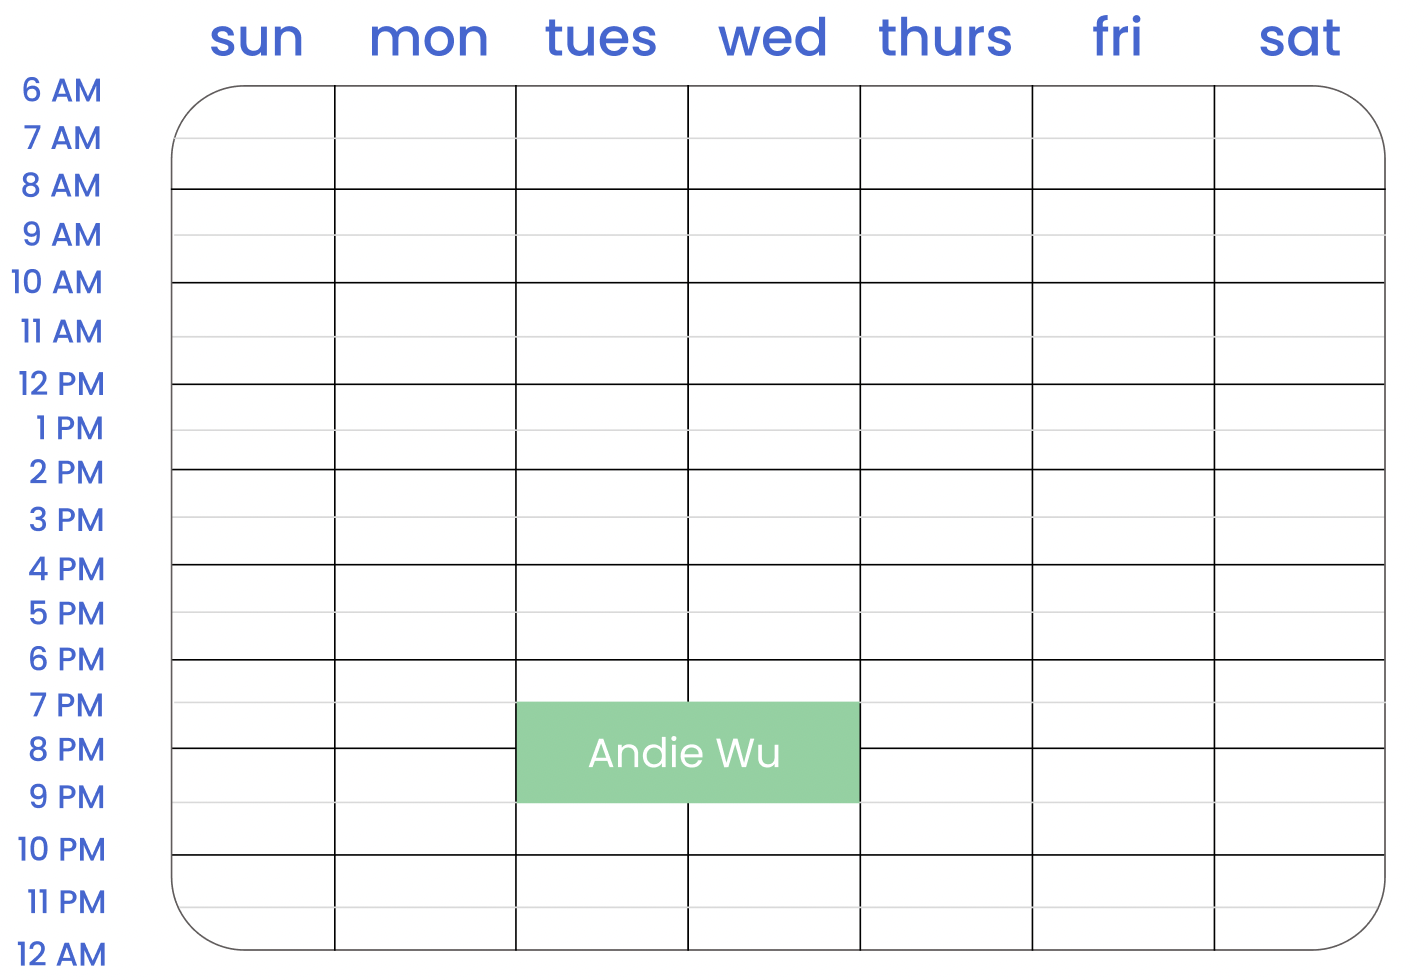 sun mon tues wed thurs fri sat
6 AM
7 AM
8 AM
9 AM
10 AM
11 AM
12 PM
1 PM
2 PM
3 PM
4 PM
5 PM
6 PM
7 PM
8 PM Andie Wu
9 PM
10 PM
11 PM
12 AM